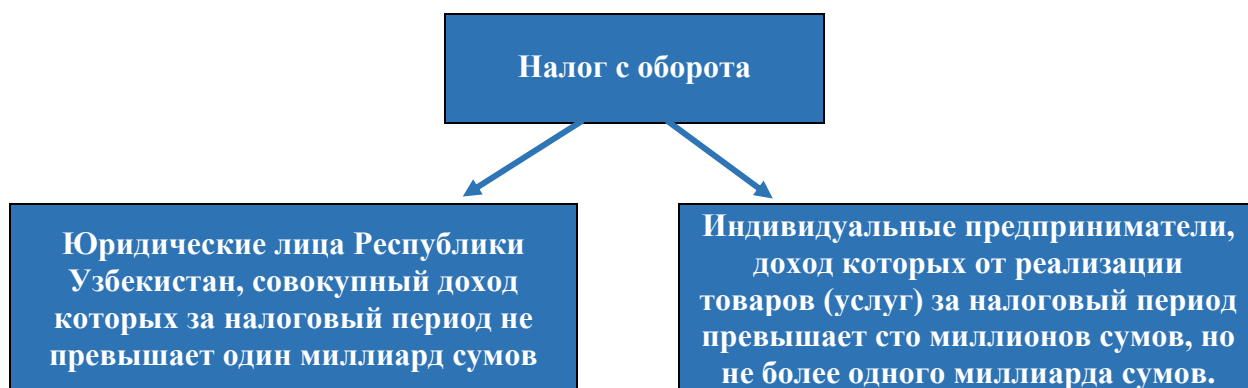 Налог с оборота
Юридические лица Республики
Узбекистан, совокупный доход
которых за налоговый период не
превышает один миллиард сумов
Индивидуальные предприниматели,
доход которых от реализации
товаров (услуг) за налоговый период
превышает сто миллионов сумов, но
не более одного миллиарда сумов.